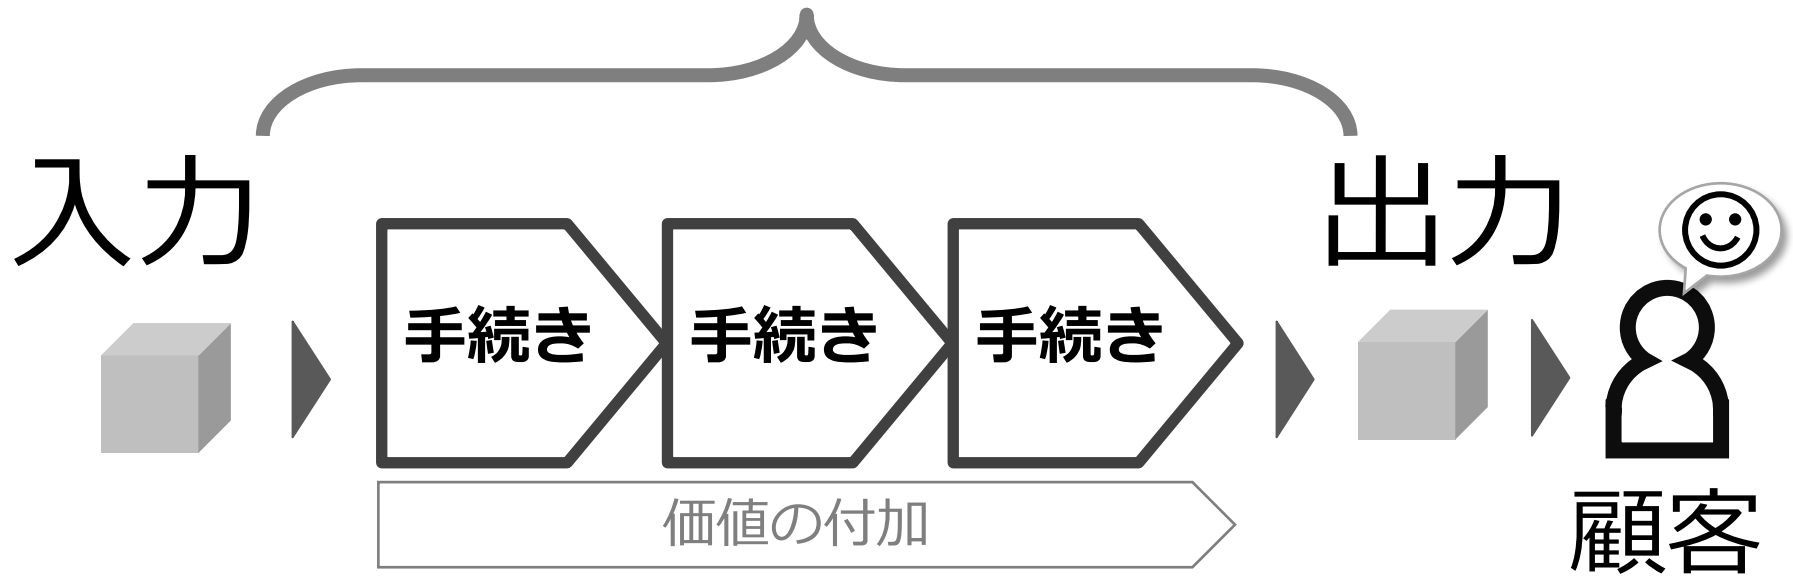 入力
手続き
手続き
手続き
価値の付加
出力
顧客